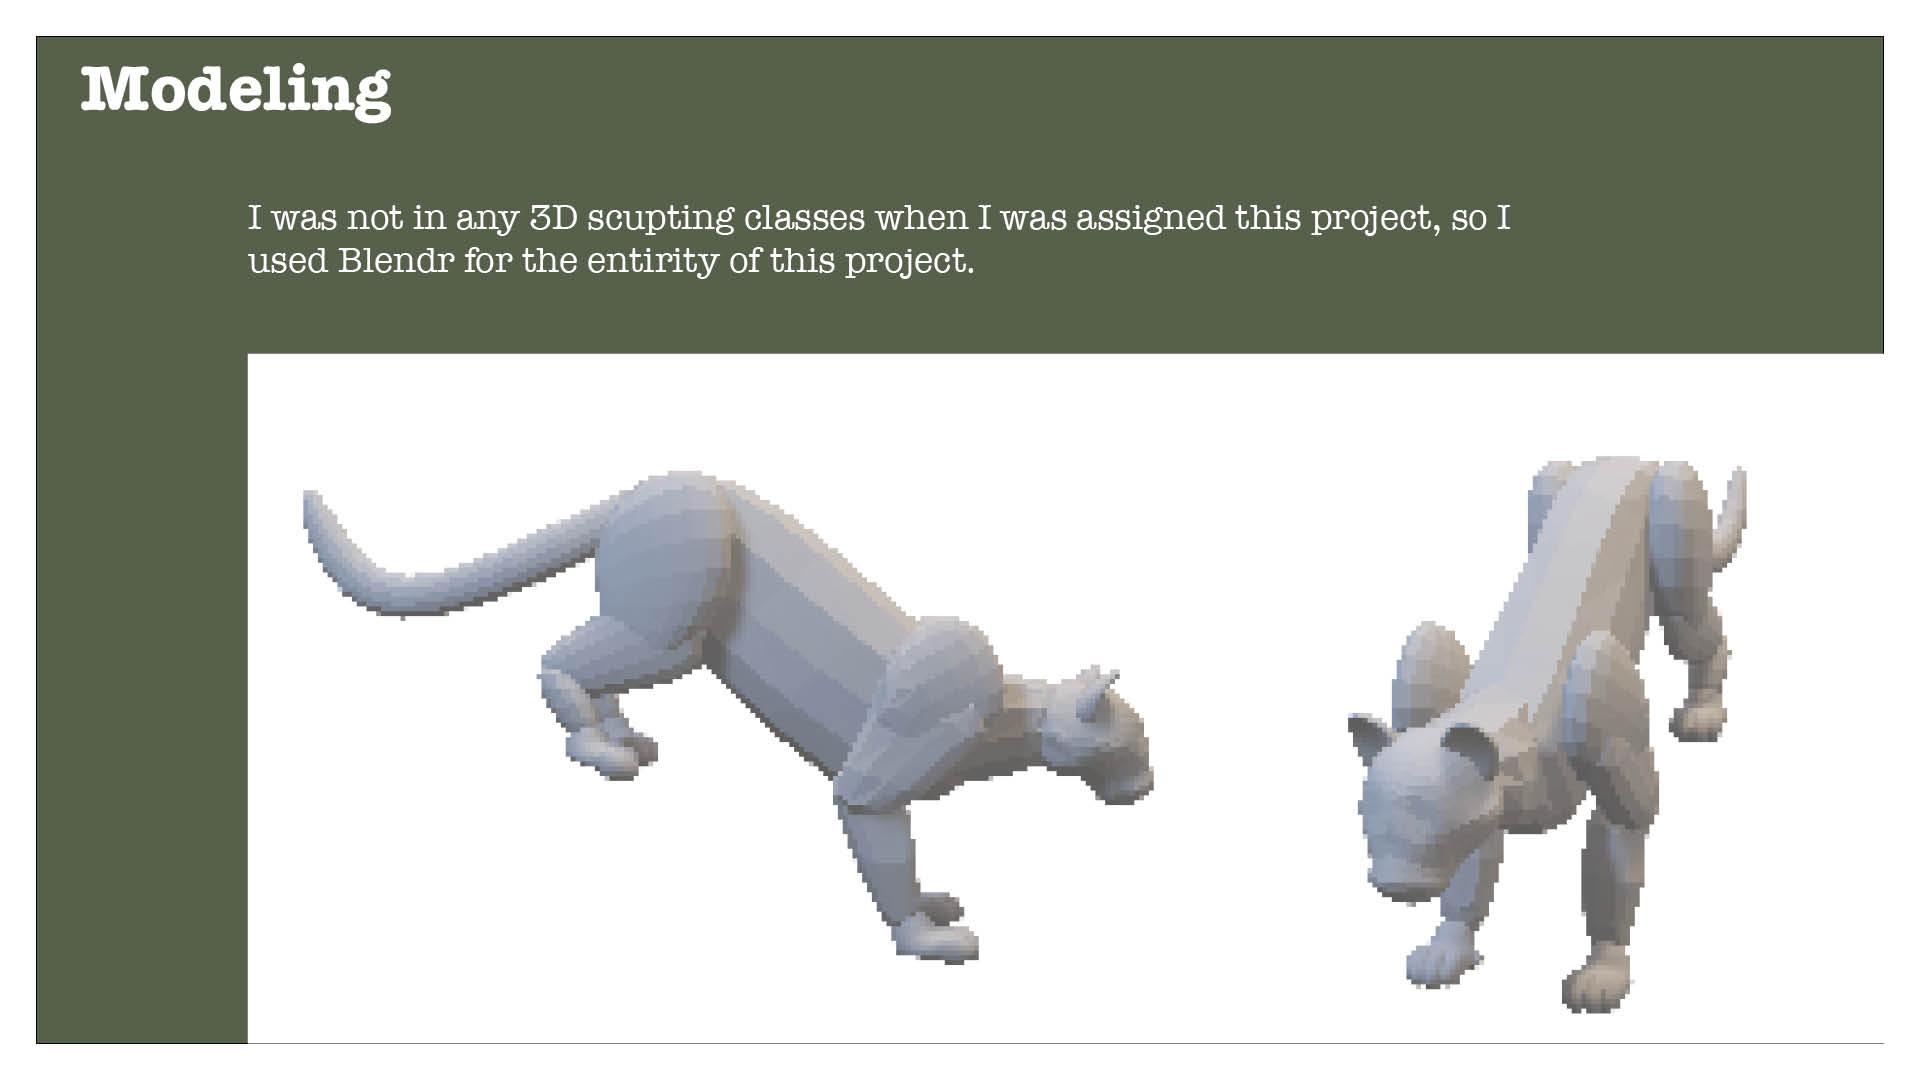 Modeling
I was not in any 3D scupting classes when I was assigned this project, so I
used Blendr for the entirity of this project.